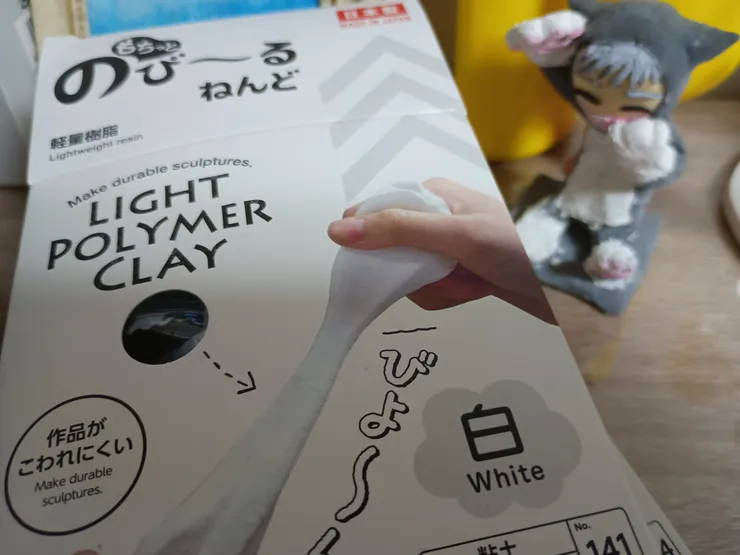 日本製
MADE IN JAPAN
もちっと
のび〜る
ねんど
軽量樹脂
Lightweight resin
Make durable sculptures.
LIGHT
POLYMER
CLAY
びよ〜
作品が
こわれにくい
Make durable
sculptures.
白
White
粘土
No.
141